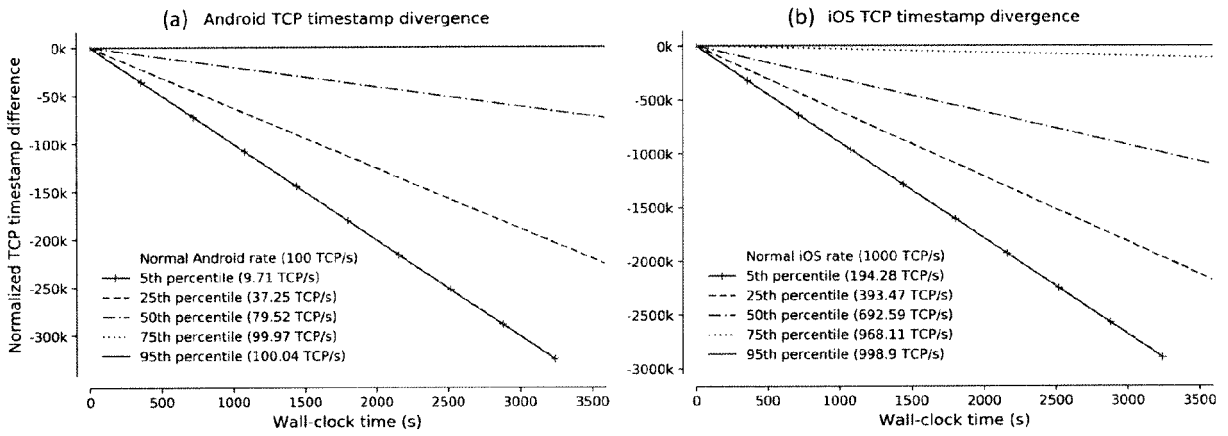 (a) Android TCP timestamp divergence
Normalized TCP timestamp difference
0k
-50k
-100k
-150k
-200k
-250k
-300k
Normal Android rate (100 TCP/s)
5th percentile (9.71 TCP/s)
25th percentile (37.25 TCP/s)
50th percentile (79.52 TCP/s)
75th percentile (99.97 TCP/s)
95th percentile (100.04 TCP/s)
0 500 1000 1500 2000 2500 3000 3500
Wall-clock time (s)
(b) iOS TCP timestamp divergence
0k
-500k
-1000k
-1500k
-2000k
-2500k
-3000k
Normal iOS rate (1000 TCP/s)
5th percentile (194.28 TCP/s)
25th percentile (393.47 TCP/s)
50th percentile (692.59 TCP/s)
75th percentile (968.11 TCP/s)
95th percentile (998.9 TCP/s)
0 500 1000 1500 2000 2500 3000 3500
Wall-clock time (s)